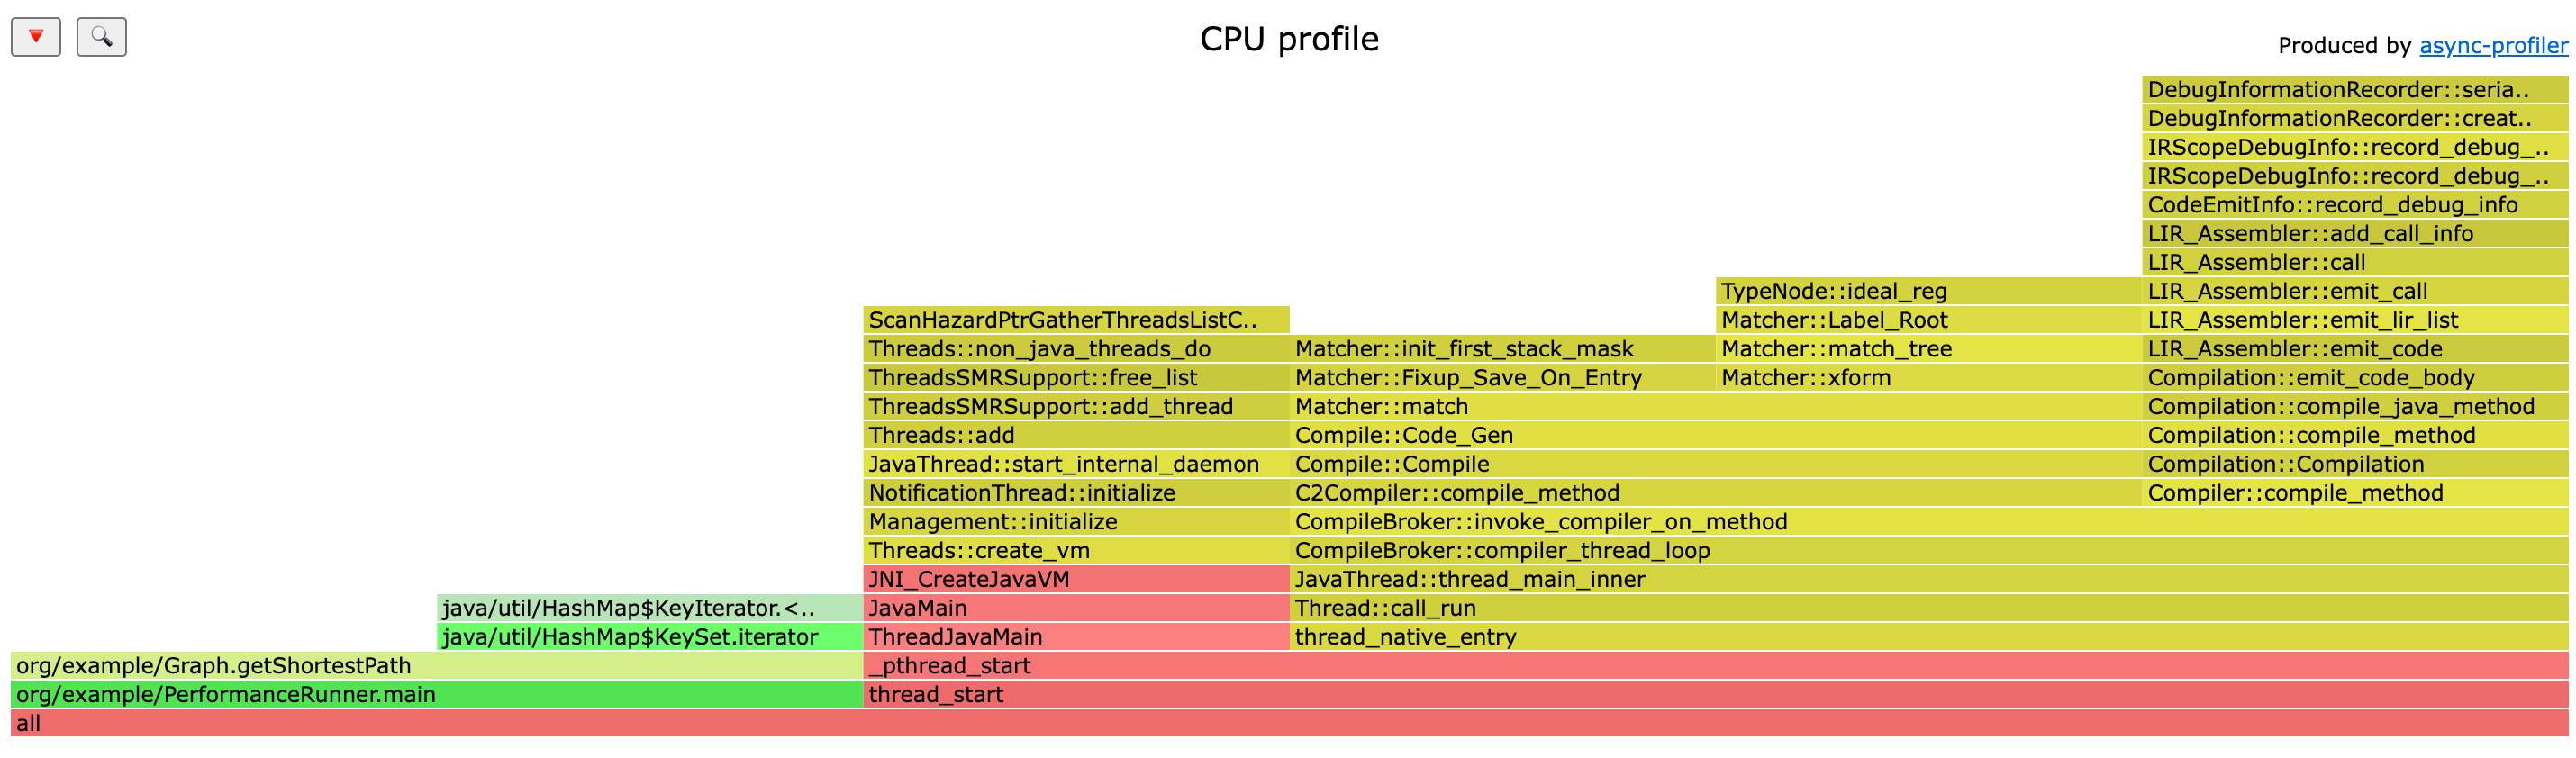 🔻 🔍 CPU profile Produced by async-profiler
DebugInformationRecorder::seria..
DebugInformationRecorder::creat..
IRScopeDebugInfo::record_debug_..
IRScopeDebugInfo::record_debug_..
CodeEmitInfo::record_debug_info
LIR_Assembler::add_call_info
LIR_Assembler::call
TypeNode::ideal_reg LIR_Assembler::emit_call
ScanHazardPtrGatherThreadsListC.. Matcher::Label_Root LIR_Assembler::emit_lir_list
Threads::non_java_threads_do Matcher::init_first_stack_mask Matcher::match_tree LIR_Assembler::emit_code
ThreadsSMRSupport::free_list Matcher::Fixup_Save_On_Entry Matcher::xform Compilation::emit_code_body
ThreadsSMRSupport::add_thread Matcher::match Compilation::compile_java_method
Threads::add Compile::Code_Gen Compilation::compile_method
JavaThread::start_internal_daemon Compile::Compile Compilation::Compilation
NotificationThread::initialize C2Compiler::compile_method Compiler::compile_method
Management::initialize CompileBroker::invoke_compiler_on_method
Threads::create_vm CompileBroker::compiler_thread_loop
JNI_CreateJavaVM JavaThread::thread_main_inner
java/util/HashMap$KeyIterator.<.. JavaMain Thread::call_run
java/util/HashMap$KeySet.iterator ThreadJavaMain thread_native_entry
org/example/Graph.getShortestPath _pthread_start
org/example/PerformanceRunner.main thread_start
all